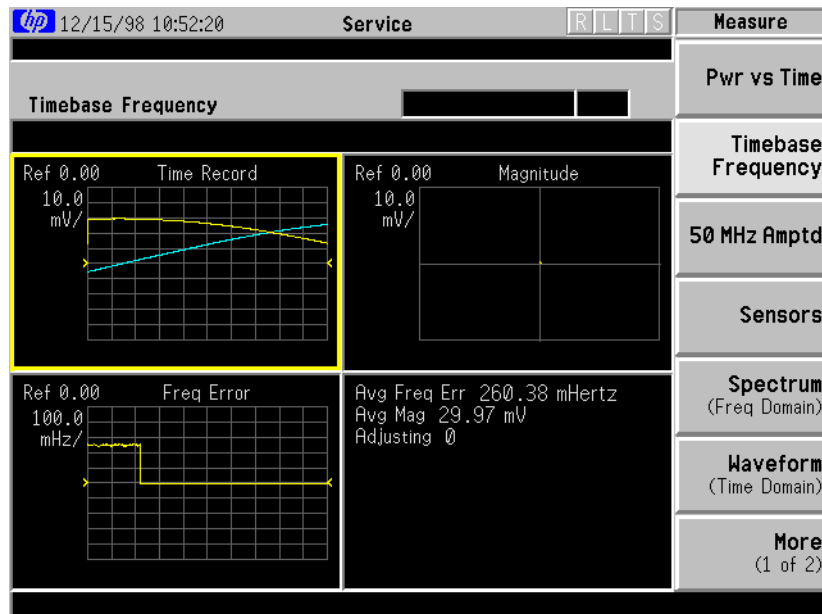 hp 12/15/98 10:52:20 Service R L T S Measure
Pwr vs Time
Timebase Frequency
Timebase
Frequency
Ref 0.00 Time Record
10.0
mV/
Ref 0.00 Magnitude
10.0
mV/
50 MHz Amptd
Sensors
Ref 0.00 Freq Error
100.0
mHz/
Avg Freq Err 260.38 mHertz
Avg Mag 29.97 mV
Adjusting 0
Spectrum
(Freq Domain)
Waveform
(Time Domain)
More
(1 of 2)